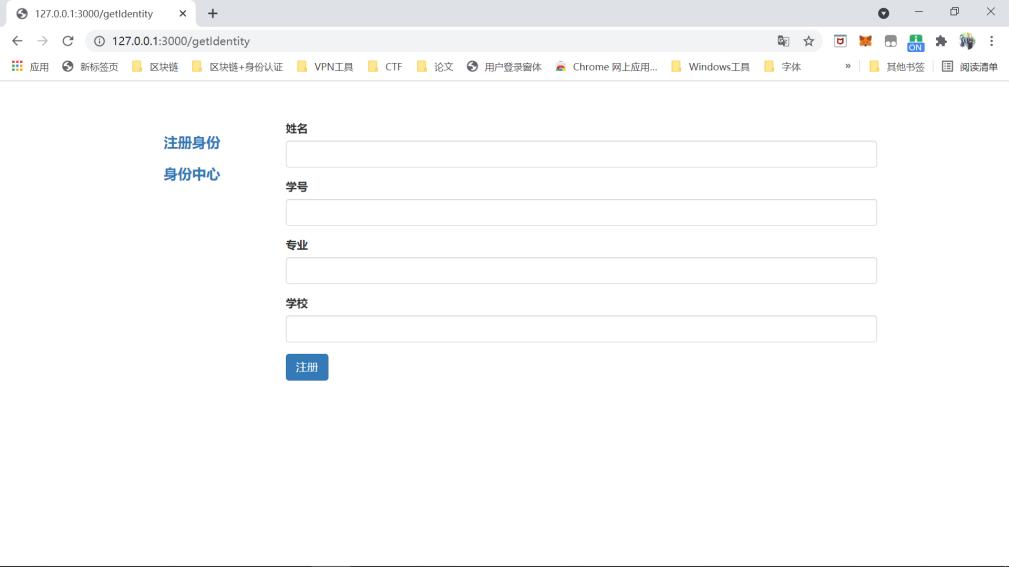 127.0.0.1:3000/getIdentity
127.0.0.1:3000/getIdentity
ON
应用 新标签页 区块链 区块链+身份认证 VPN工具 CTF 论文 用户登录窗体 Chrome 网上应用... Windows工具 字体 » 其他书签 阅读清单
姓名
注册身份
身份中心
学号
专业
学校
注册